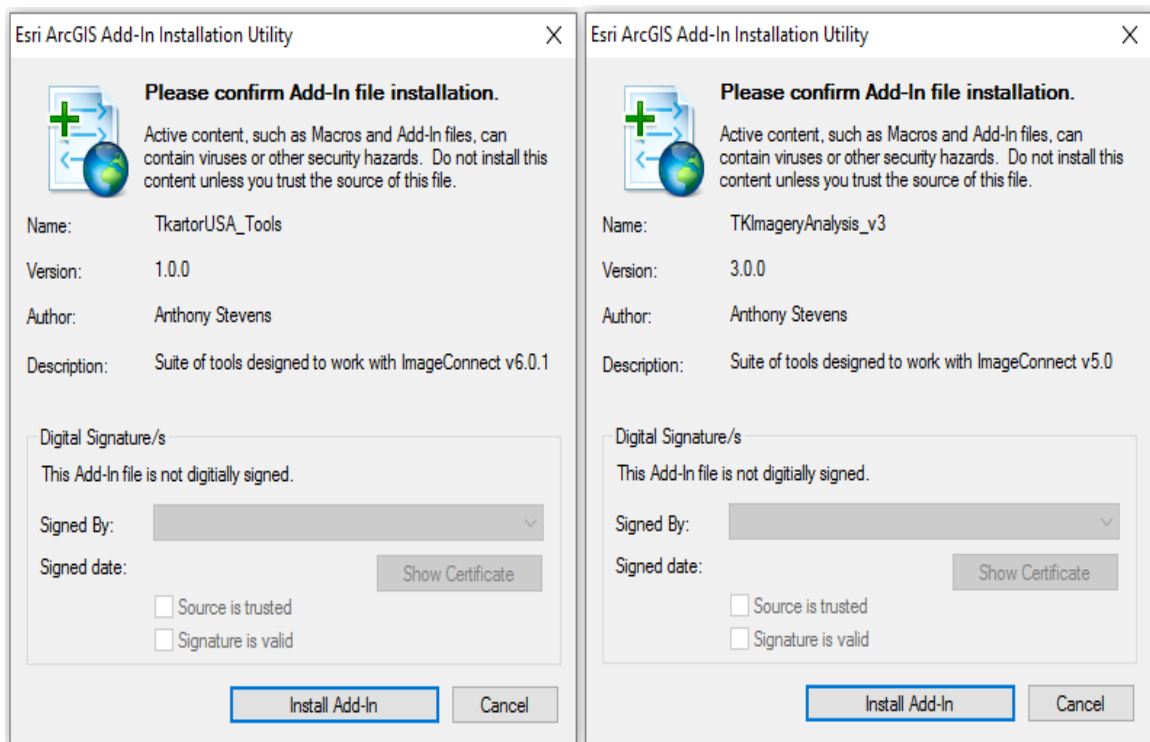 Esri ArcGIS Add-In Installation Utility
Please confirm Add-In file installation.
Active content, such as Macros and Add-In files, can
contain viruses or other security hazards. Do not install this
content unless you trust the source of this file.
Name: TkartorUSA_Tools
Version: 1.0.0
Author: Anthony Stevens
Description: Suite of tools designed to work with ImageConnect v6.0.1
Digital Signature/s
This Add-In file is not digitially signed.
Signed By:
Signed date:
Show Certificate
Source is trusted
Signature is valid
Install Add-In
Cancel
Esri ArcGIS Add-In Installation Utility
Please confirm Add-In file installation.
Active content, such as Macros and Add-In files, can
contain viruses or other security hazards. Do not install this
content unless you trust the source of this file.
Name: TKImageryAnalysis_v3
Version: 3.0.0
Author: Anthony Stevens
Description: Suite of tools designed to work with ImageConnect v5.0
Digital Signature/s
This Add-In file is not digitially signed.
Signed By:
Signed date:
Show Certificate
Source is trusted
Signature is valid
Install Add-In
Cancel